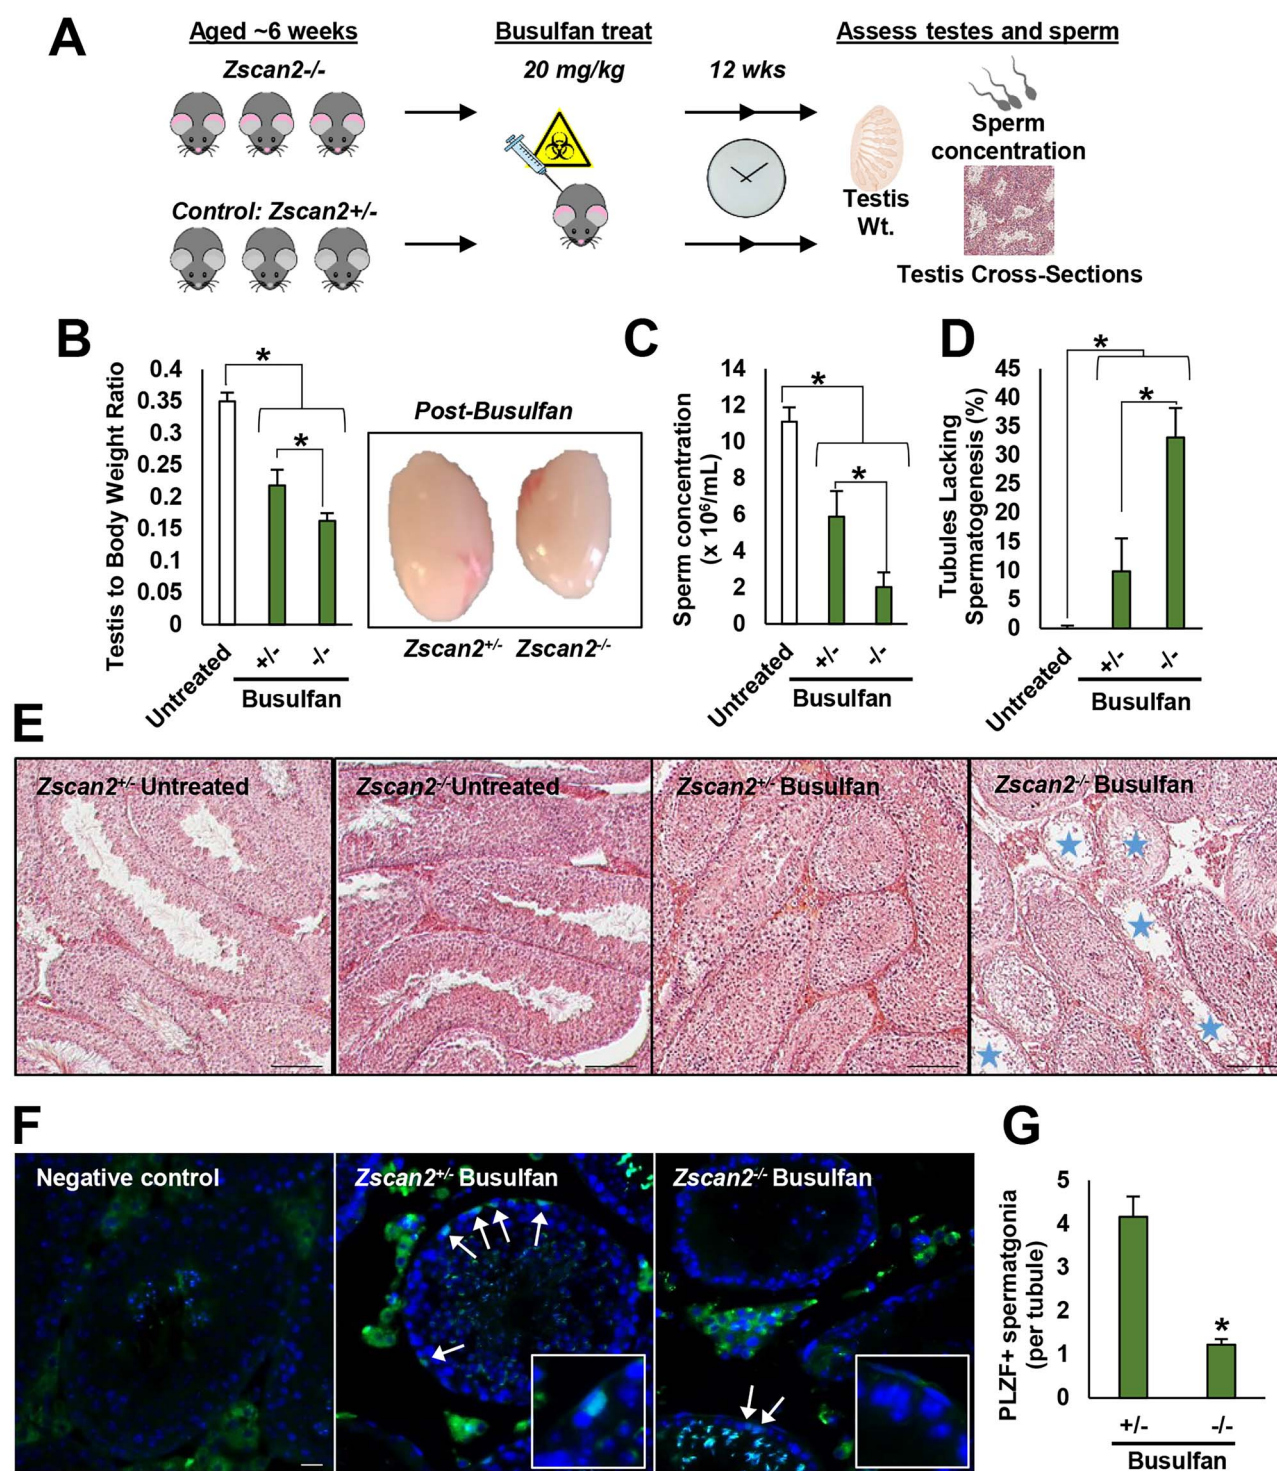 A
Aged ~6 weeks
Busulfan treat
Assess testes and sperm
Zscan2-/-
20 mg/kg
12 wks
Sperm
concentration
Control: Zscan2+/-
Testis
Wt.
Testis Cross-Sections
B
Testis to Body Weight Ratio
0.4
0.35
0.3
0.25
0.2
0.15
0.1
0.05
0
*
*
Untreated
+/-
-/-
Busulfan
Post-Busulfan
Zscan2+/-
Zscan2-/-
C
Sperm concentration
(x 10⁶/mL)
14
12
10
8
6
4
2
0
*
*
Untreated
+/-
-/-
Busulfan
D
Tubules Lacking
Spermatogenesis (%)
45
40
35
30
25
20
15
10
5
0
*
*
Untreated
+/-
-/-
Busulfan
E
Zscan2+/- Untreated
Zscan2-/-Untreated
Zscan2+/- Busulfan
Zscan2-/- Busulfan
F
Negative control
Zscan2+/- Busulfan
Zscan2-/- Busulfan
G
PLZF+ spermatgonia
(per tubule)
5
4
3
2
1
0
*
+/-
-/-
Busulfan